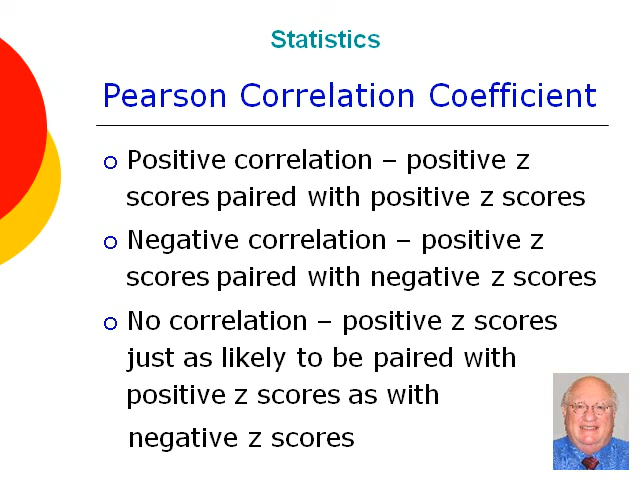 Statistics
Pearson Correlation Coefficient
Positive correlation – positive z
scores paired with positive z scores
Negative correlation – positive z
scores paired with negative z scores
No correlation – positive z scores
just as likely to be paired with
positive z scores as with
negative z scores